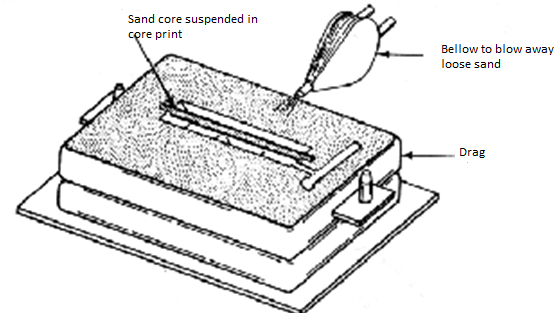 Sand core suspended in
core print
Bellow to blow away
loose sand
Drag